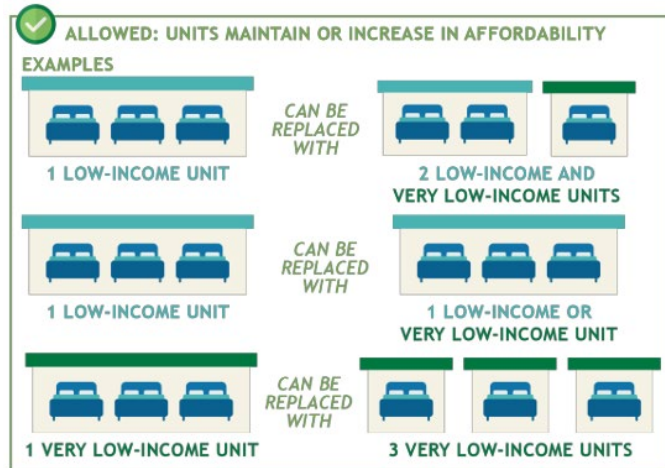 ALLOWED: UNITS MAINTAIN OR INCREASE IN AFFORDABILITY
EXAMPLES
1 LOW-INCOME UNIT
CAN BE
REPLACED
WITH
2 LOW-INCOME AND
VERY LOW-INCOME UNITS
1 LOW-INCOME UNIT
CAN BE
REPLACED
WITH
1 LOW-INCOME OR
VERY LOW-INCOME UNIT
1 VERY LOW-INCOME UNIT
CAN BE
REPLACED
WITH
3 VERY LOW-INCOME UNITS